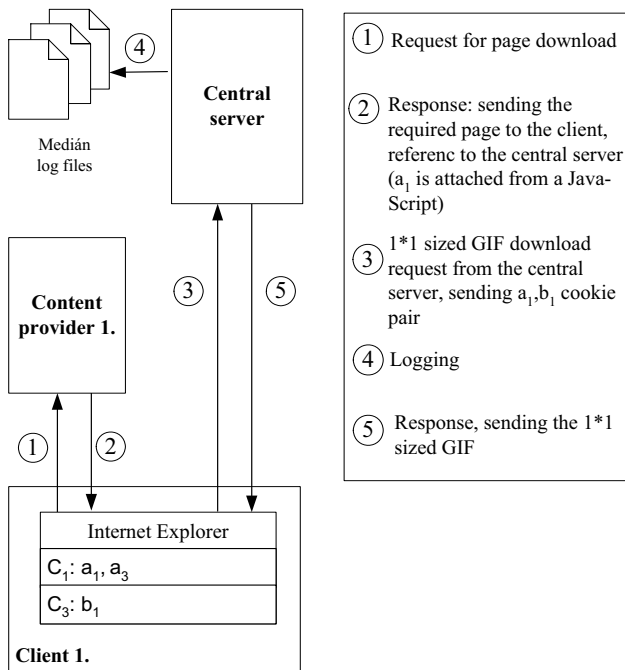 4
Central
server
Medián
log files
Content
provider 1.
3
5
1
2
Internet Explorer
C₁: a₁, a₃
C₃: b₁
Client 1.
1 Request for page download
2 Response: sending the
required page to the client,
referenc to the central server
(a₁ is attached from a Java-
Script)
3 1*1 sized GIF download
request from the central
server, sending a₁,b₁ cookie
pair
4 Logging
5 Response, sending the 1*1
sized GIF